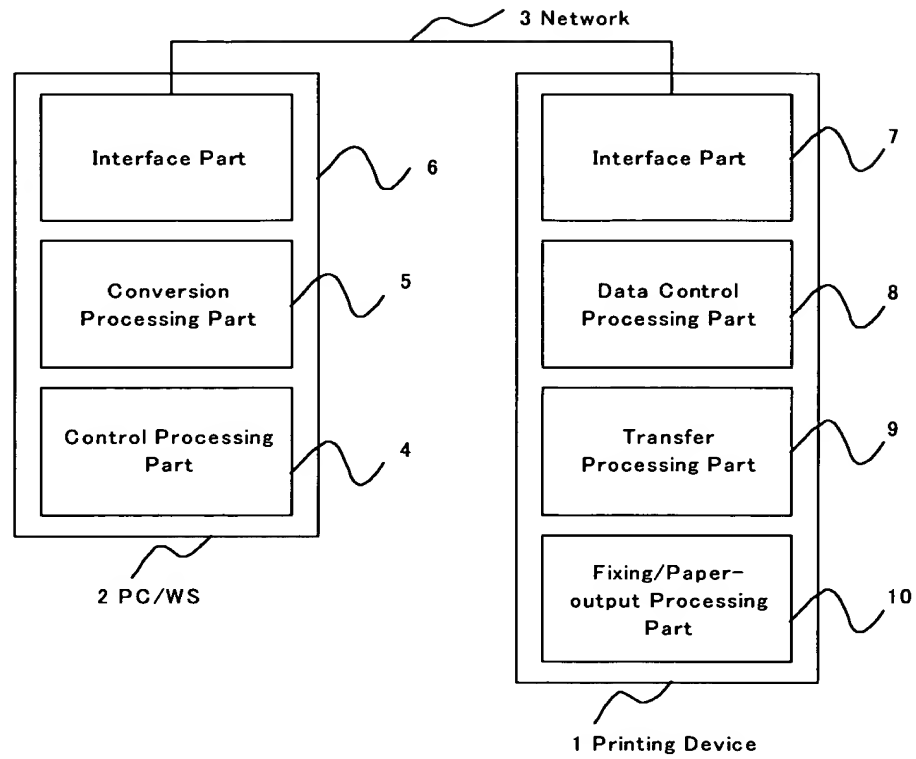 3 Network
Interface Part
6
Conversion
Processing Part
5
Control Processing
Part
4
2 PC/WS
Interface Part
7
Data Control
Processing Part
8
Transfer
Processing Part
9
Fixing/Paper-
output Processing
Part
10
1 Printing Device